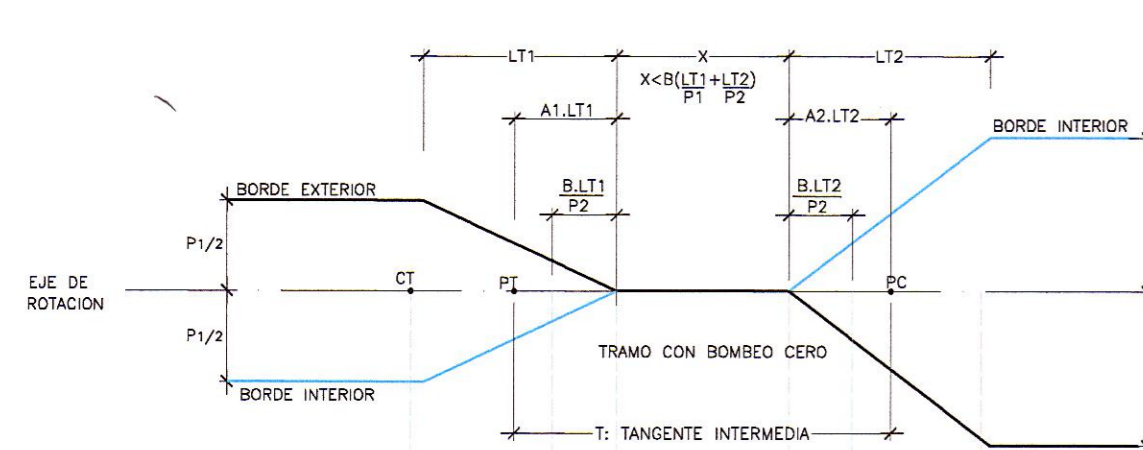 LT1
X
LT2
X<B(LT1/P1+LT2/P2)
A1.LT1
A2.LT2
BORDE INTERIOR
B.LT1
P2
B.LT2
P2
BORDE EXTERIOR
P1/2
EJE DE
ROTACION
CT
PT
PC
P1/2
TRAMO CON BOMBEO CERO
BORDE INTERIOR
T: TANGENTE INTERMEDIA